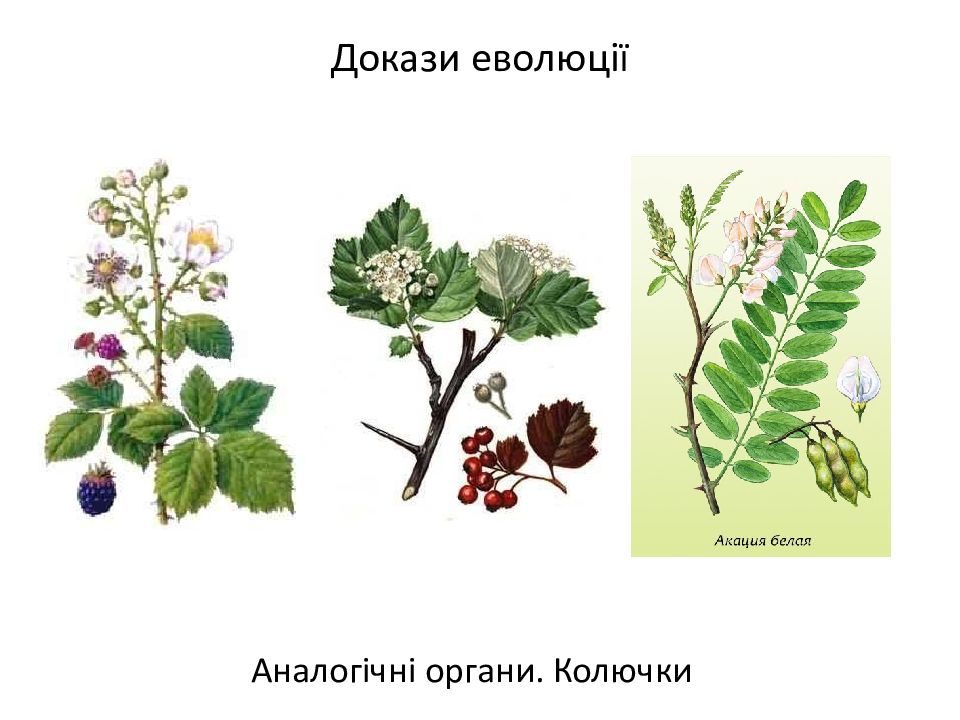 Докази еволюції
Акация белая
Аналогічні органи. Колючки